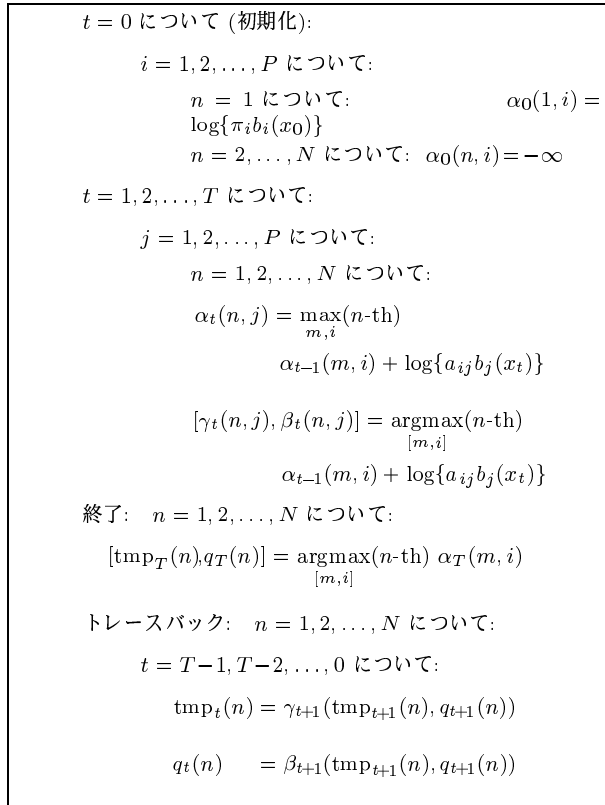 t = 0 について (初期化):
i = 1, 2, . . . , P について:
n = 1 について: α₀(1, i) =
log{πᵢbᵢ(x₀)}
n = 2, . . . , N について: α₀(n, i) = −∞
t = 1, 2, . . . , T について:
j = 1, 2, . . . , P について:
n = 1, 2, . . . , N について:
αₜ(n, j) = max(n-th)
m,i
αₜ₋₁(m, i) + log{aᵢⱼbⱼ(xₜ)}
[γₜ(n, j), βₜ(n, j)] = argmax(n-th)
[m,i]
αₜ₋₁(m, i) + log{aᵢⱼbⱼ(xₜ)}
終了: n = 1, 2, . . . , N について:
[tmp_T(n),q_T(n)] = argmax(n-th) α_T(m, i)
[m,i]
トレースバック: n = 1, 2, . . . , N について:
t = T−1, T−2, . . . , 0 について:
tmpₜ(n) = γₜ₊₁(tmpₜ₊₁(n), qₜ₊₁(n))
qₜ(n) = βₜ₊₁(tmpₜ₊₁(n), qₜ₊₁(n))